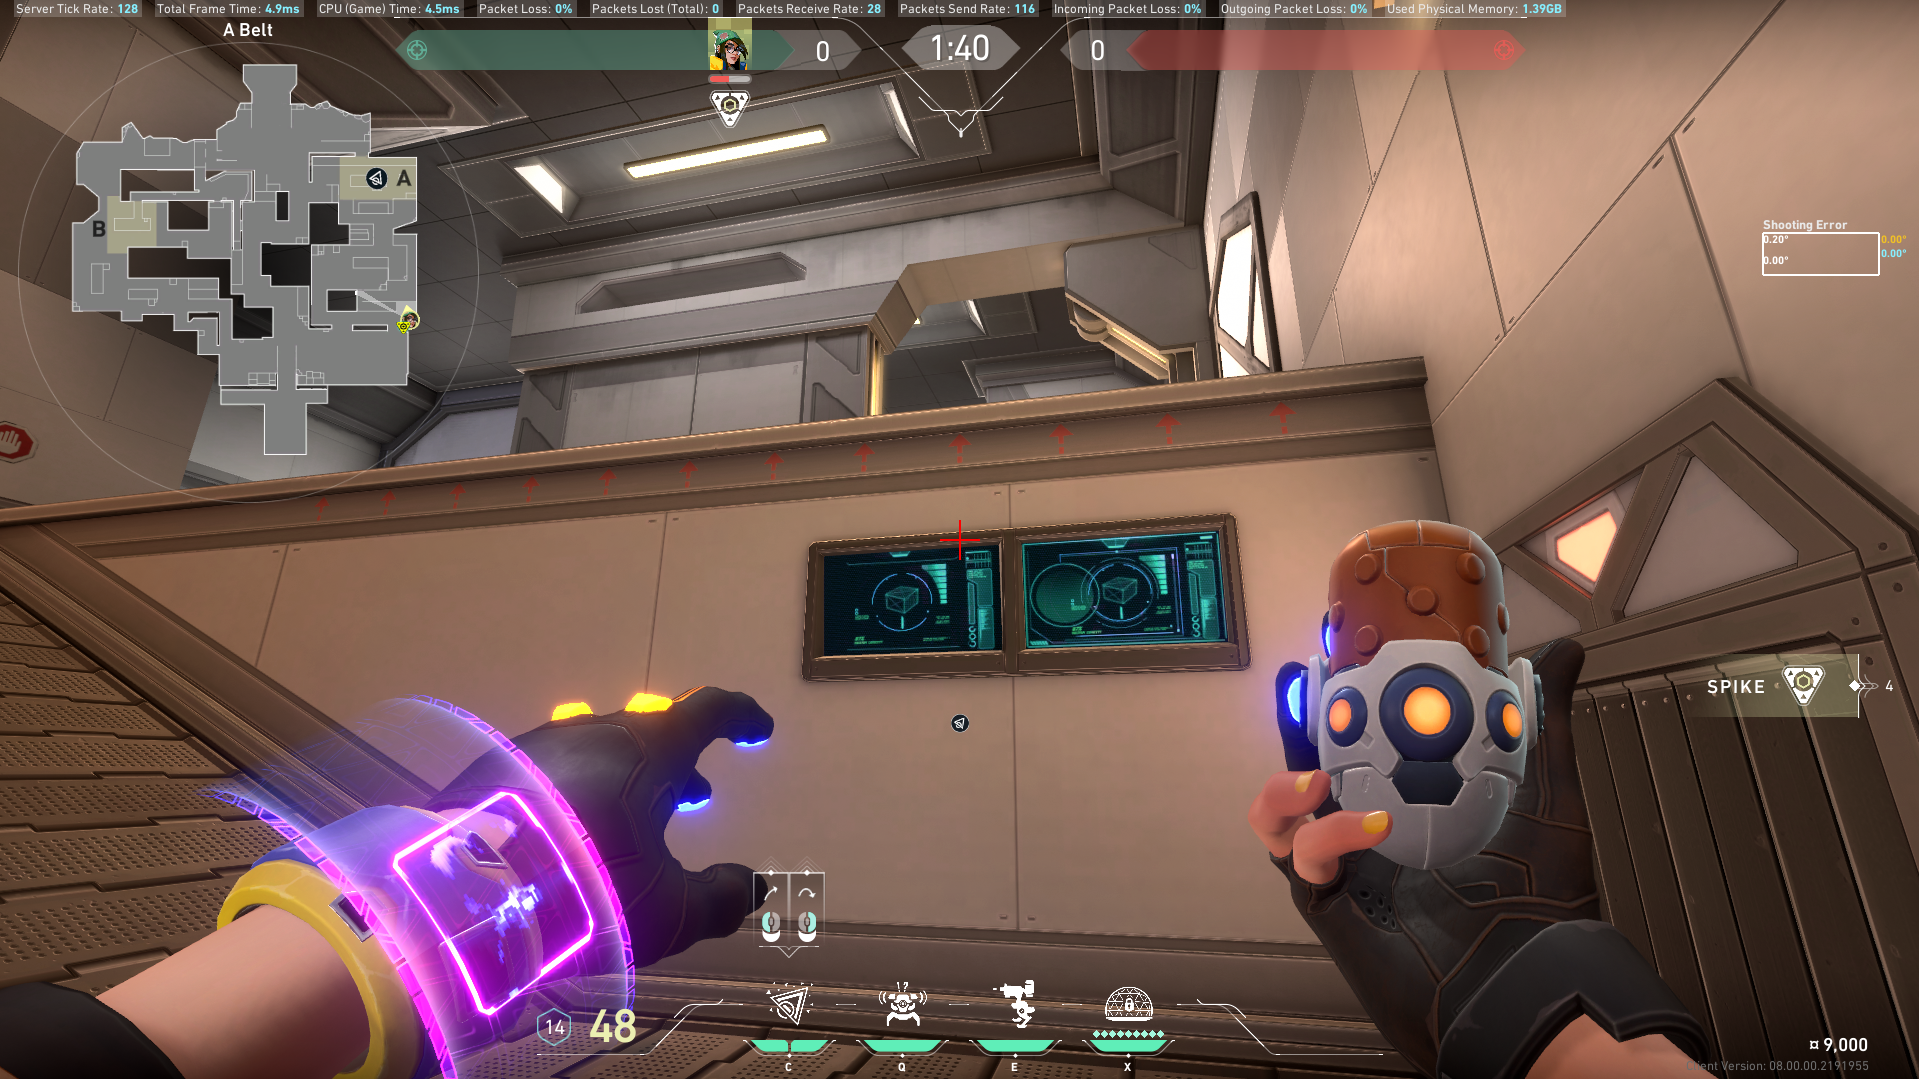 Server Tick Rate: 128 Total Frame Time: 4.9ms CPU (Game) Time: 4.5ms Packet Loss: 0% Packets Lost (Total): 0 Packets Receive Rate: 28 Packets Send Rate: 116 Incoming Packet Loss: 0% Outgoing Packet Loss: 0% Used Physical Memory: 1.39GB
A Belt
0 1:40 0
A
B
Shooting Error
0.20° 0.00°
0.00° 0.00°
SPIKE 4
14 48
C Q E X
¤ 9,000
Client Version: 08.00.00.2191955